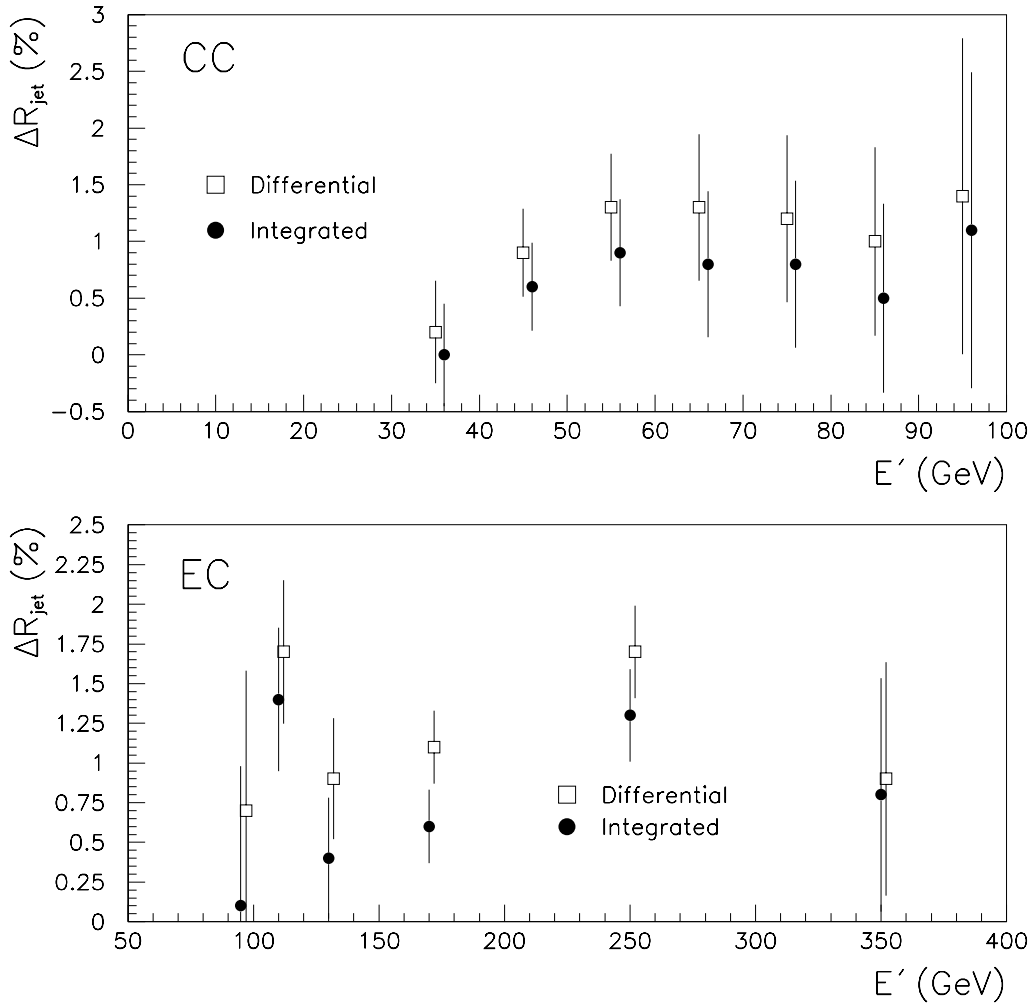 ΔR_jet (%)
3
2.5
2
1.5
1
0.5
0
−0.5
CC
Differential
Integrated
0 10 20 30 40 50 60 70 80 90 100
E′ (GeV)
ΔR_jet (%)
2.5
2.25
2
1.75
1.5
1.25
1
0.75
0.5
0.25
0
EC
Differential
Integrated
50 100 150 200 250 300 350 400
E′ (GeV)